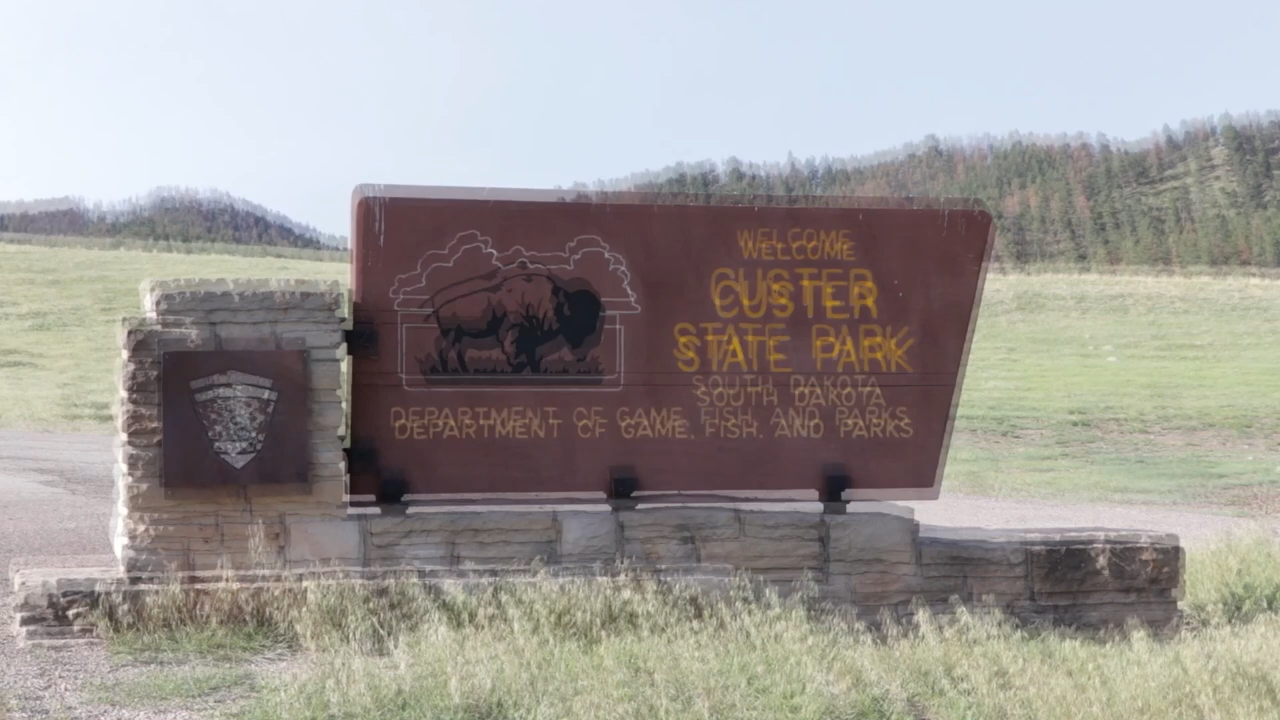 WELCOME
CUSTER
STATE PARK
SOUTH DAKOTA
DEPARTMENT OF GAME, FISH, AND PARKS